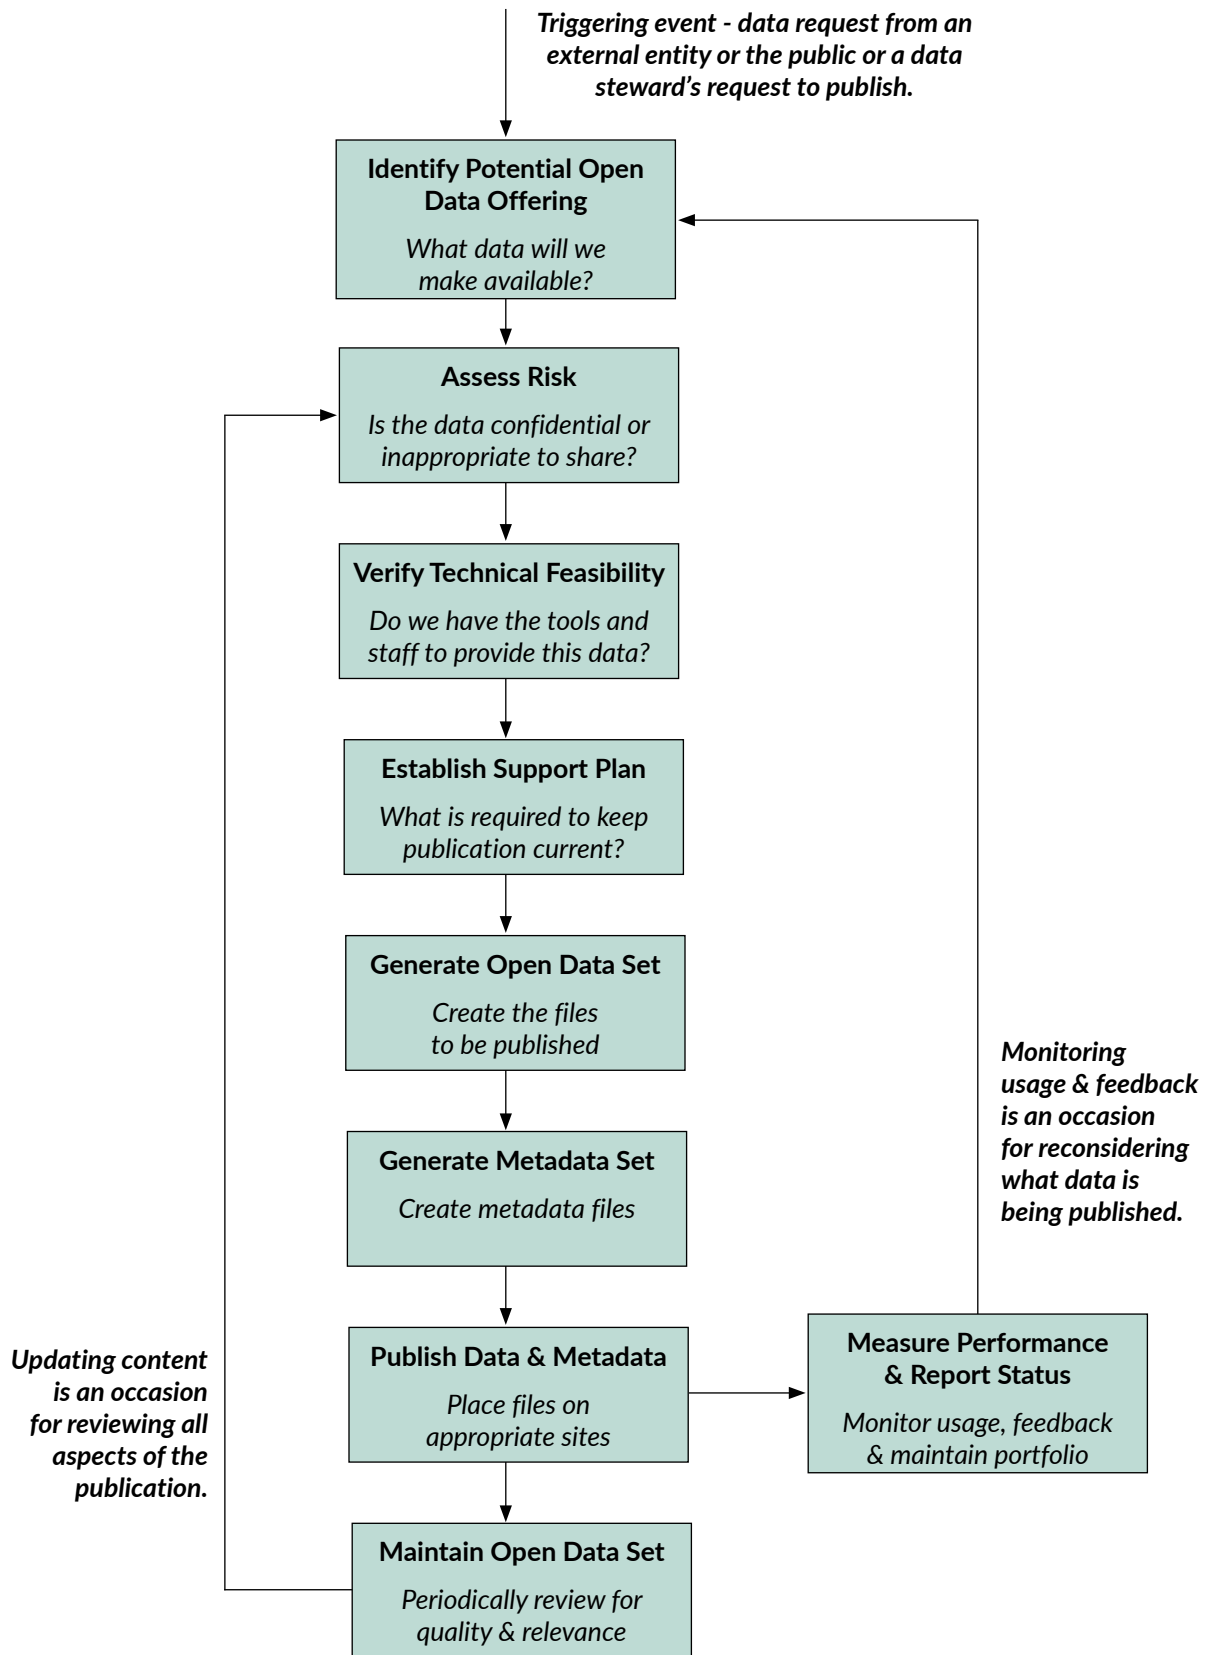 Triggering event - data request from an
external entity or the public or a data
steward’s request to publish.
Identify Potential Open
Data Offering
What data will we
make available?
Assess Risk
Is the data confidential or
inappropriate to share?
Verify Technical Feasibility
Do we have the tools and
staff to provide this data?
Establish Support Plan
What is required to keep
publication current?
Generate Open Data Set
Create the files
to be published
Monitoring
usage & feedback
is an occasion
for reconsidering
what data is
being published.
Generate Metadata Set
Create metadata files
Publish Data & Metadata
Place files on
appropriate sites
Measure Performance
& Report Status
Monitor usage, feedback
& maintain portfolio
Updating content
is an occasion
for reviewing all
aspects of the
publication.
Maintain Open Data Set
Periodically review for
quality & relevance